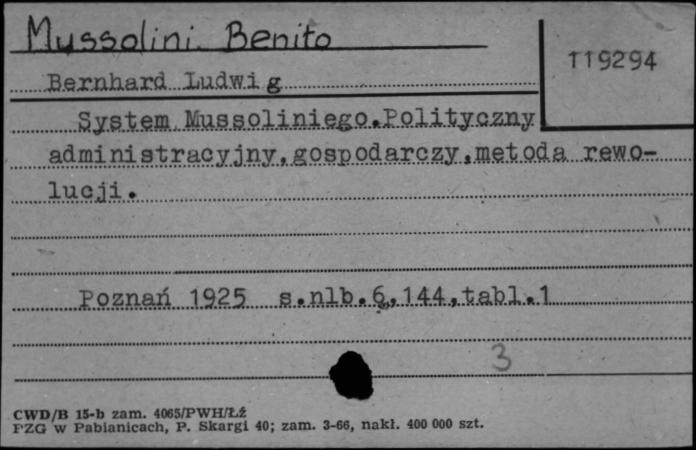 Mussolini Benito
119294
Bernhard Ludwig
System Mussoliniego.Polityczny
administracyjny,gospodarczy,metoda rewo-
lucji.
Poznań 1925 s.nlb.6,144,tabl.1
3
CWD/B 15-b zam. 4065/PWH/Łź
PZG w Pabianicach, P. Skargi 40; zam. 3-66, nakł. 400 000 szt.